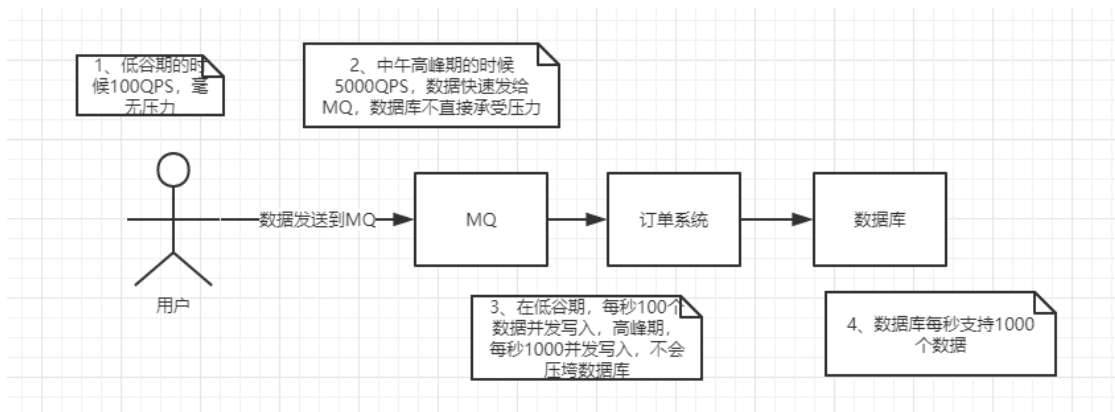 1、低谷期的时
候100QPS，毫
无压力
2、中午高峰期的时候
5000QPS，数据快速发给
MQ，数据库不直接承受压力
数据发送到MQ
MQ
订单系统
数据库
用户
3、在低谷期，每秒100个
数据并发写入，高峰期，
每秒1000并发写入，不会
压垮数据库
4、数据库每秒支持1000
个数据